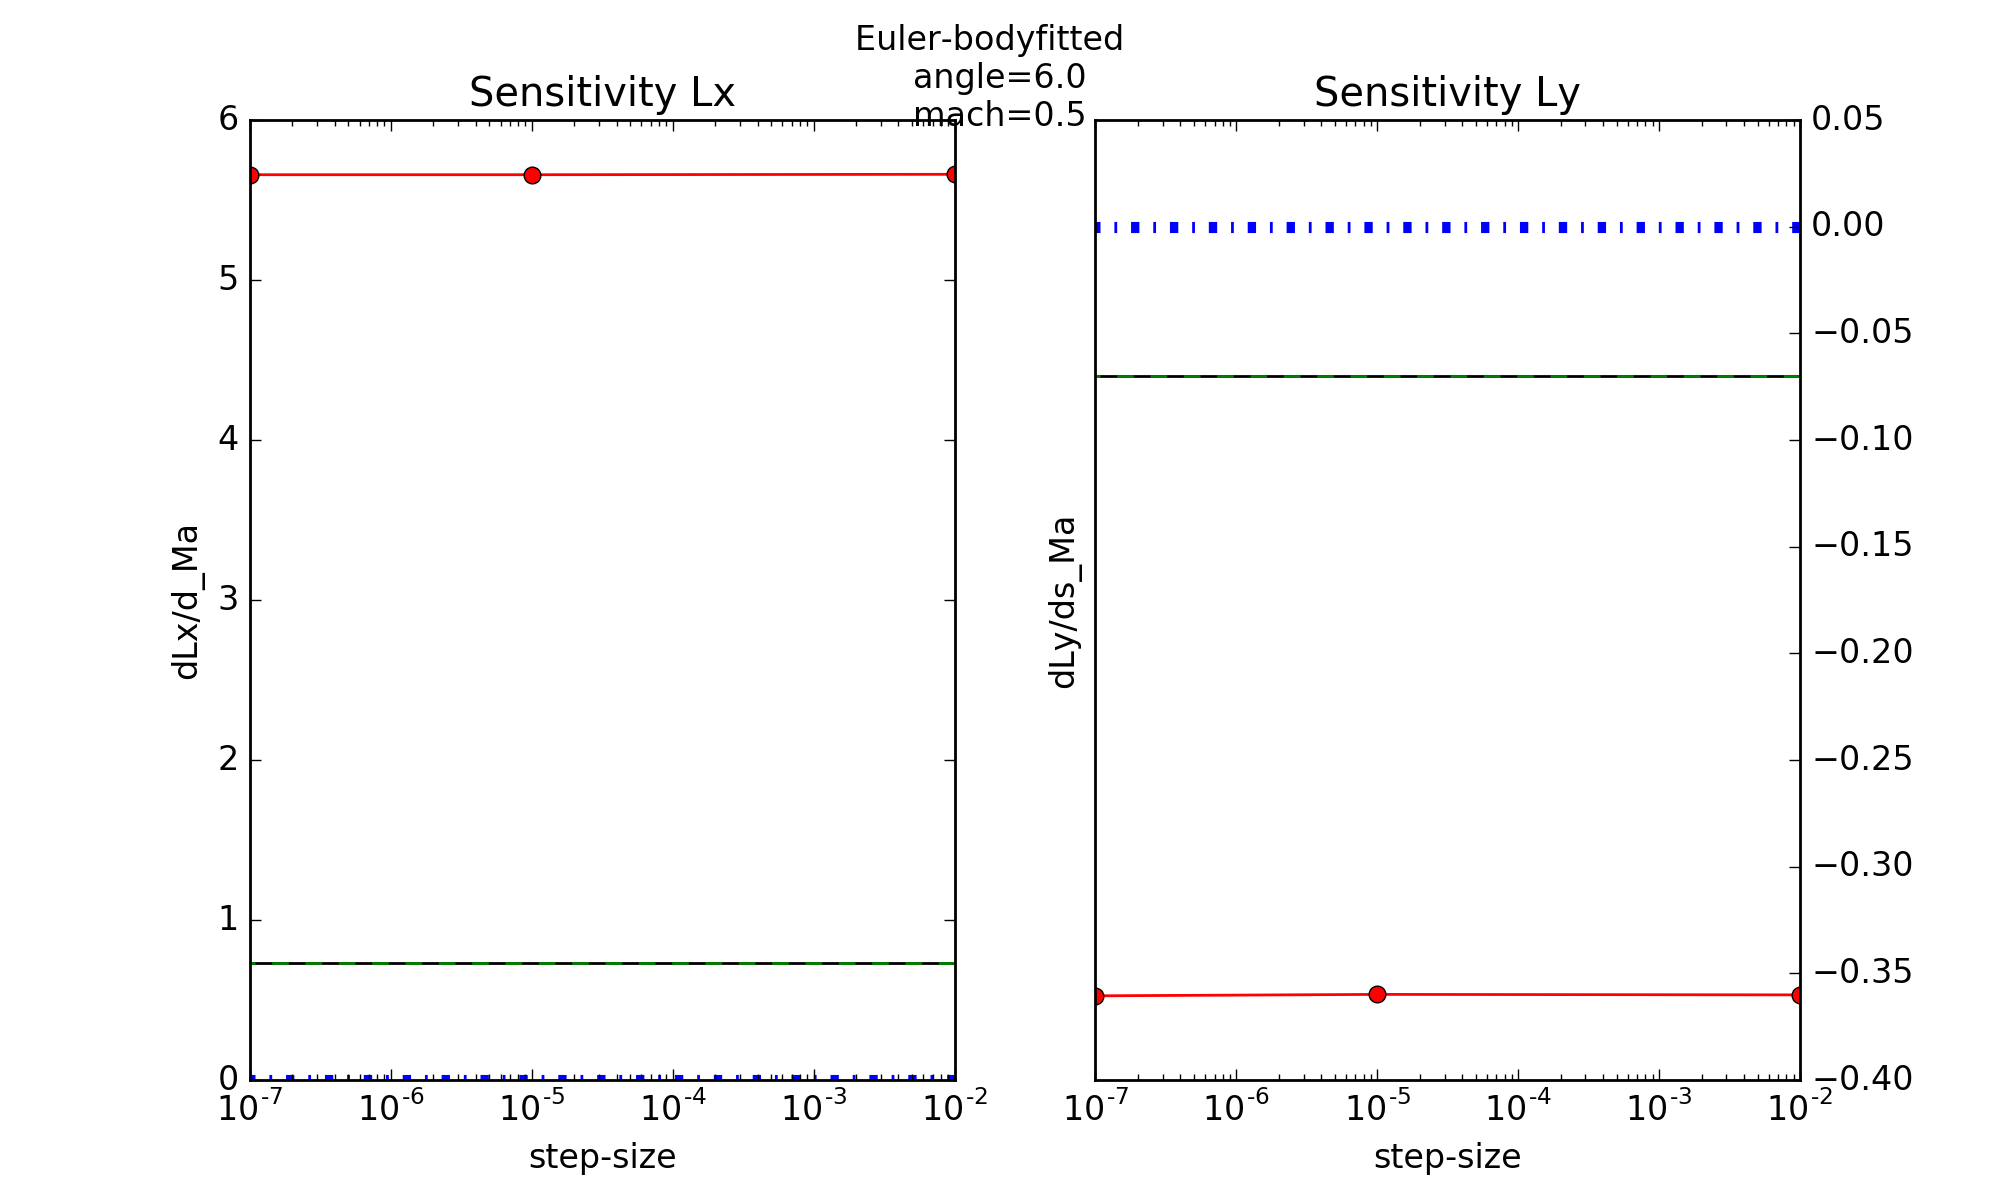 Euler-bodyfitted
angle=6.0
mach=0.5
Sensitivity Lx
6
5
4
3
2
1
0
dLx/d_Ma
10^-7 10^-6 10^-5 10^-4 10^-3 10^-2
step-size
Sensitivity Ly
0.05
0.00
−0.05
−0.10
−0.15
−0.20
−0.25
−0.30
−0.35
−0.40
dLy/ds_Ma
10^-7 10^-6 10^-5 10^-4 10^-3 10^-2
step-size